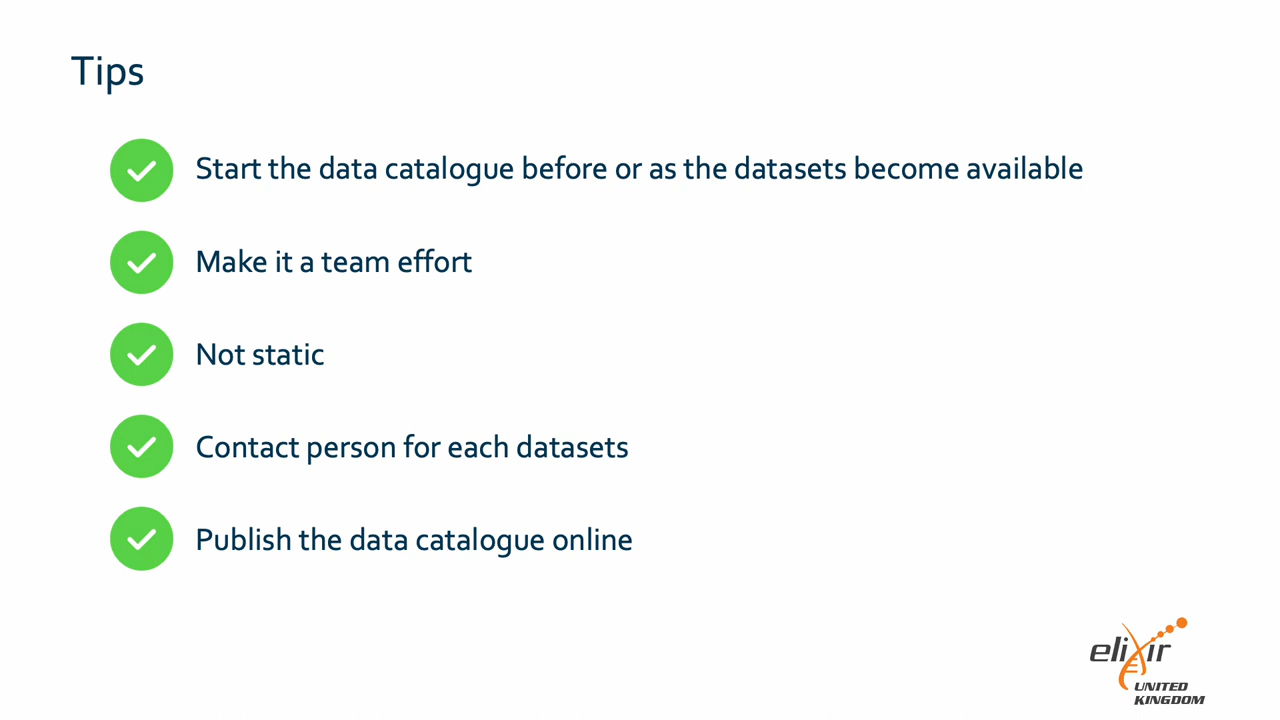 Tips
Start the data catalogue before or as the datasets become available
Make it a team effort
Not static
Contact person for each datasets
Publish the data catalogue online
elixir
UNITED
KINGDOM